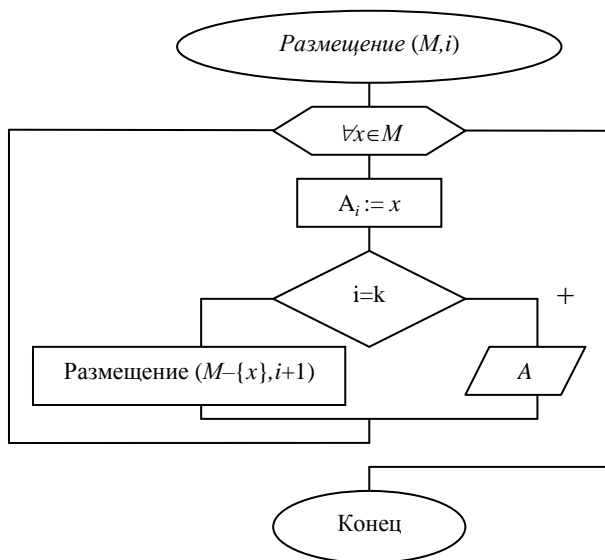 Размещение (M,i)
∀x∈M
Ai := x
i=k
+
Размещение (M–{x},i+1)
A
Конец